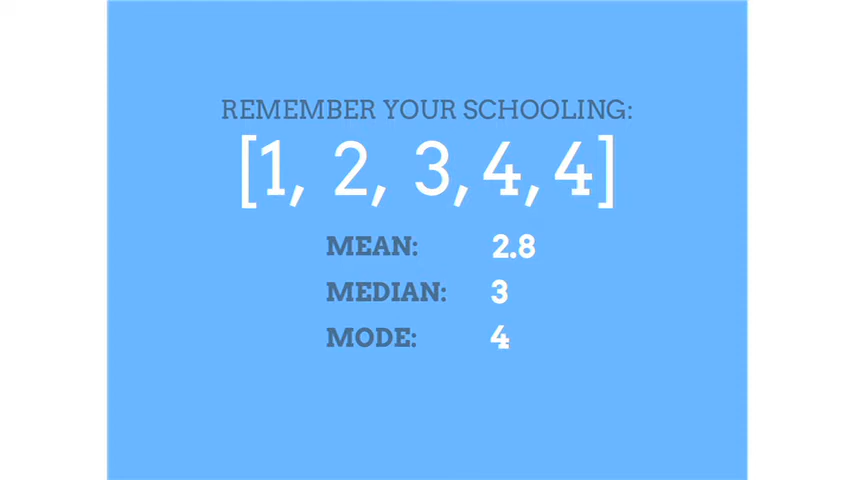 REMEMBER YOUR SCHOOLING:
[1, 2, 3, 4, 4]
MEAN: 2.8
MEDIAN: 3
MODE: 4